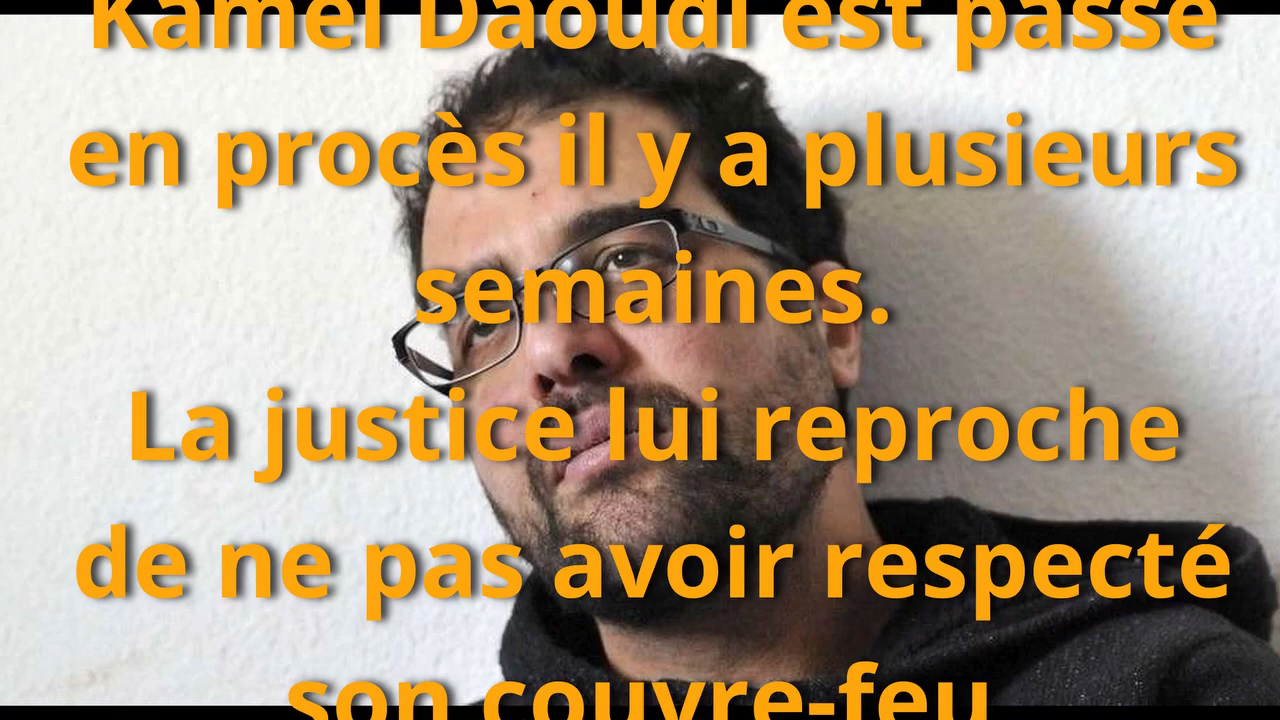 Kamel Daoudi est passé
en procès il y a plusieurs
semaines.
La justice lui reproche
de ne pas avoir respecté
son couvre-feu